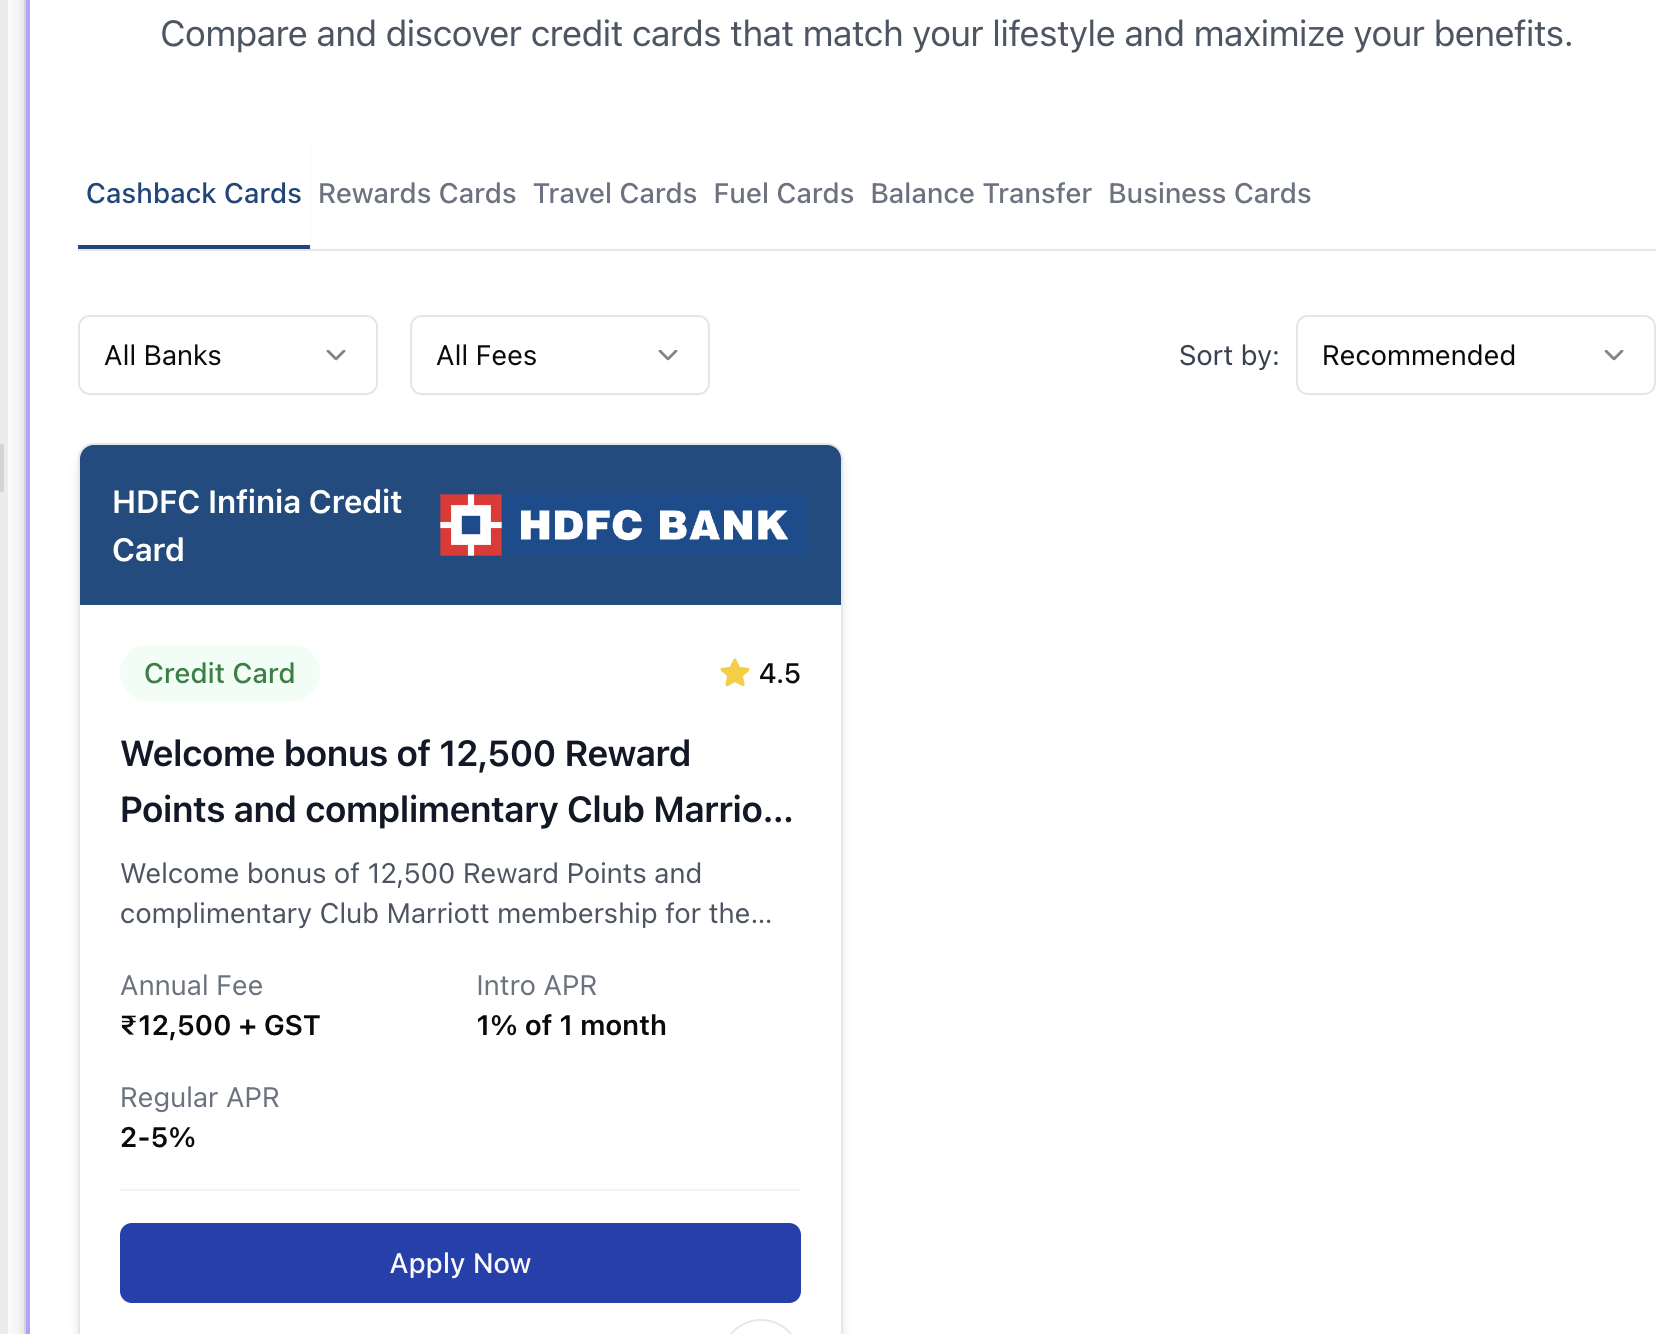 Compare and discover credit cards that match your lifestyle and maximize your benefits.
Cashback Cards Rewards Cards Travel Cards Fuel Cards Balance Transfer Business Cards
All Banks All Fees Sort by: Recommended
HDFC Infinia Credit
Card
HDFC BANK
Credit Card 4.5
Welcome bonus of 12,500 Reward
Points and complimentary Club Marrio...
Welcome bonus of 12,500 Reward Points and
complimentary Club Marriott membership for the...
Annual Fee Intro APR
₹12,500 + GST 1% of 1 month
Regular APR
2-5%
Apply Now